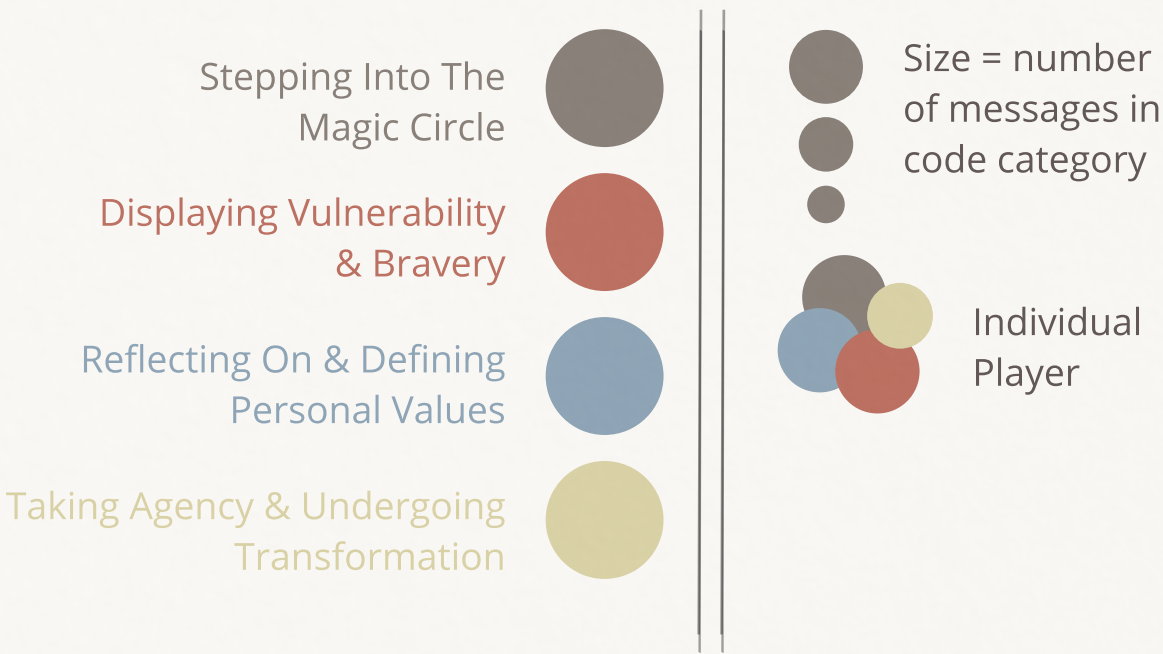 Stepping Into The
Magic Circle
Displaying Vulnerability
& Bravery
Reflecting On & Defining
Personal Values
Taking Agency & Undergoing
Transformation
Size = number
of messages in
code category
Individual
Player